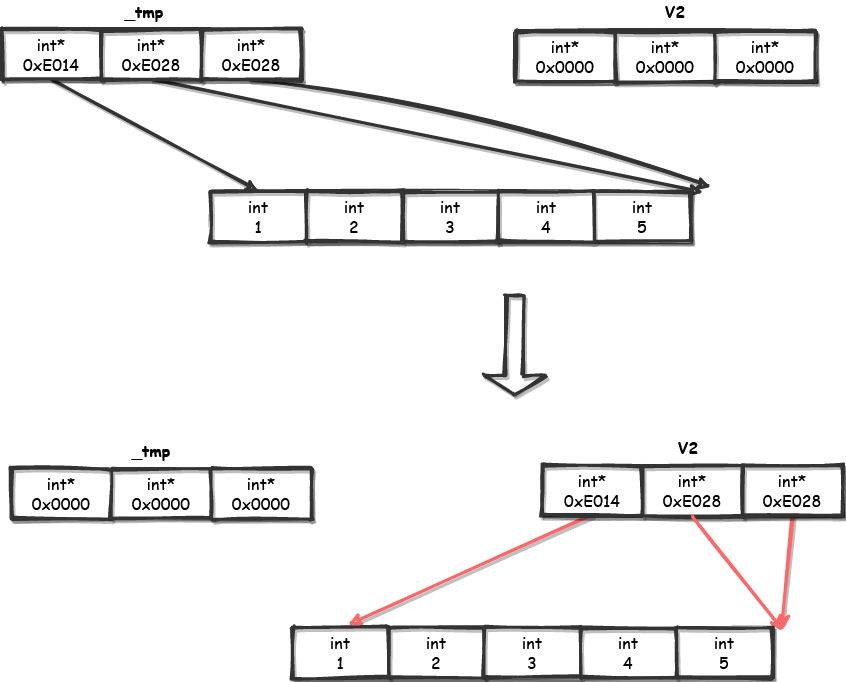 _tmp
V2
int* int* int*
0xE014 0xE028 0xE028
int* int* int*
0x0000 0x0000 0x0000
int int int int int
1 2 3 4 5
_tmp
V2
int* int* int*
0x0000 0x0000 0x0000
int* int* int*
0xE014 0xE028 0xE028
int int int int int
1 2 3 4 5